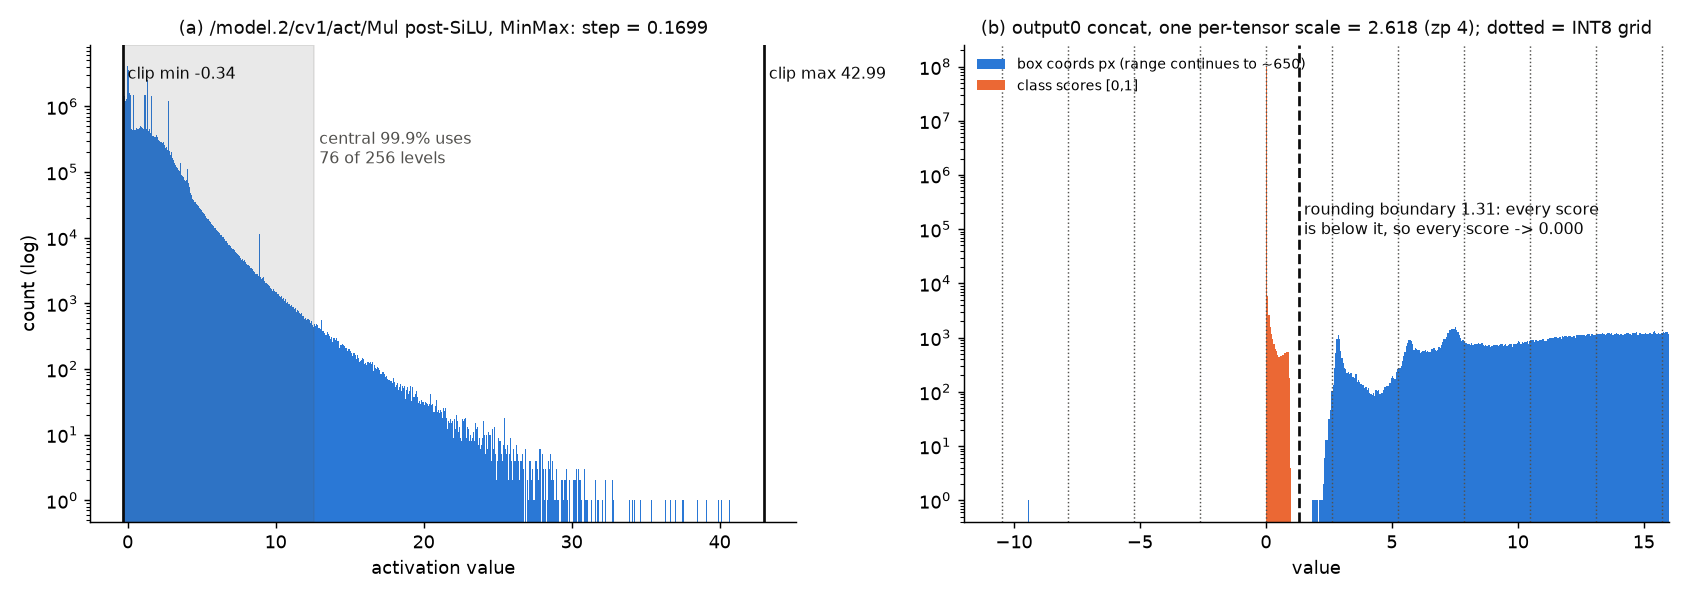 (a) /model.2/cv1/act/Mul post-SiLU, MinMax: step = 0.1699
clip min -0.34
clip max 42.99
central 99.9% uses
76 of 256 levels
count (log)
10⁶
10⁵
10⁴
10³
10²
10¹
10⁰
0
10
20
30
40
activation value
(b) output0 concat, one per-tensor scale = 2.618 (zp 4); dotted = INT8 grid
box coords px (range continues to ~650)
class scores [0,1]
rounding boundary 1.31: every score
is below it, so every score -> 0.000
10⁸
10⁷
10⁶
10⁵
10⁴
10³
10²
10¹
10⁰
−10
−5
0
5
10
15
value